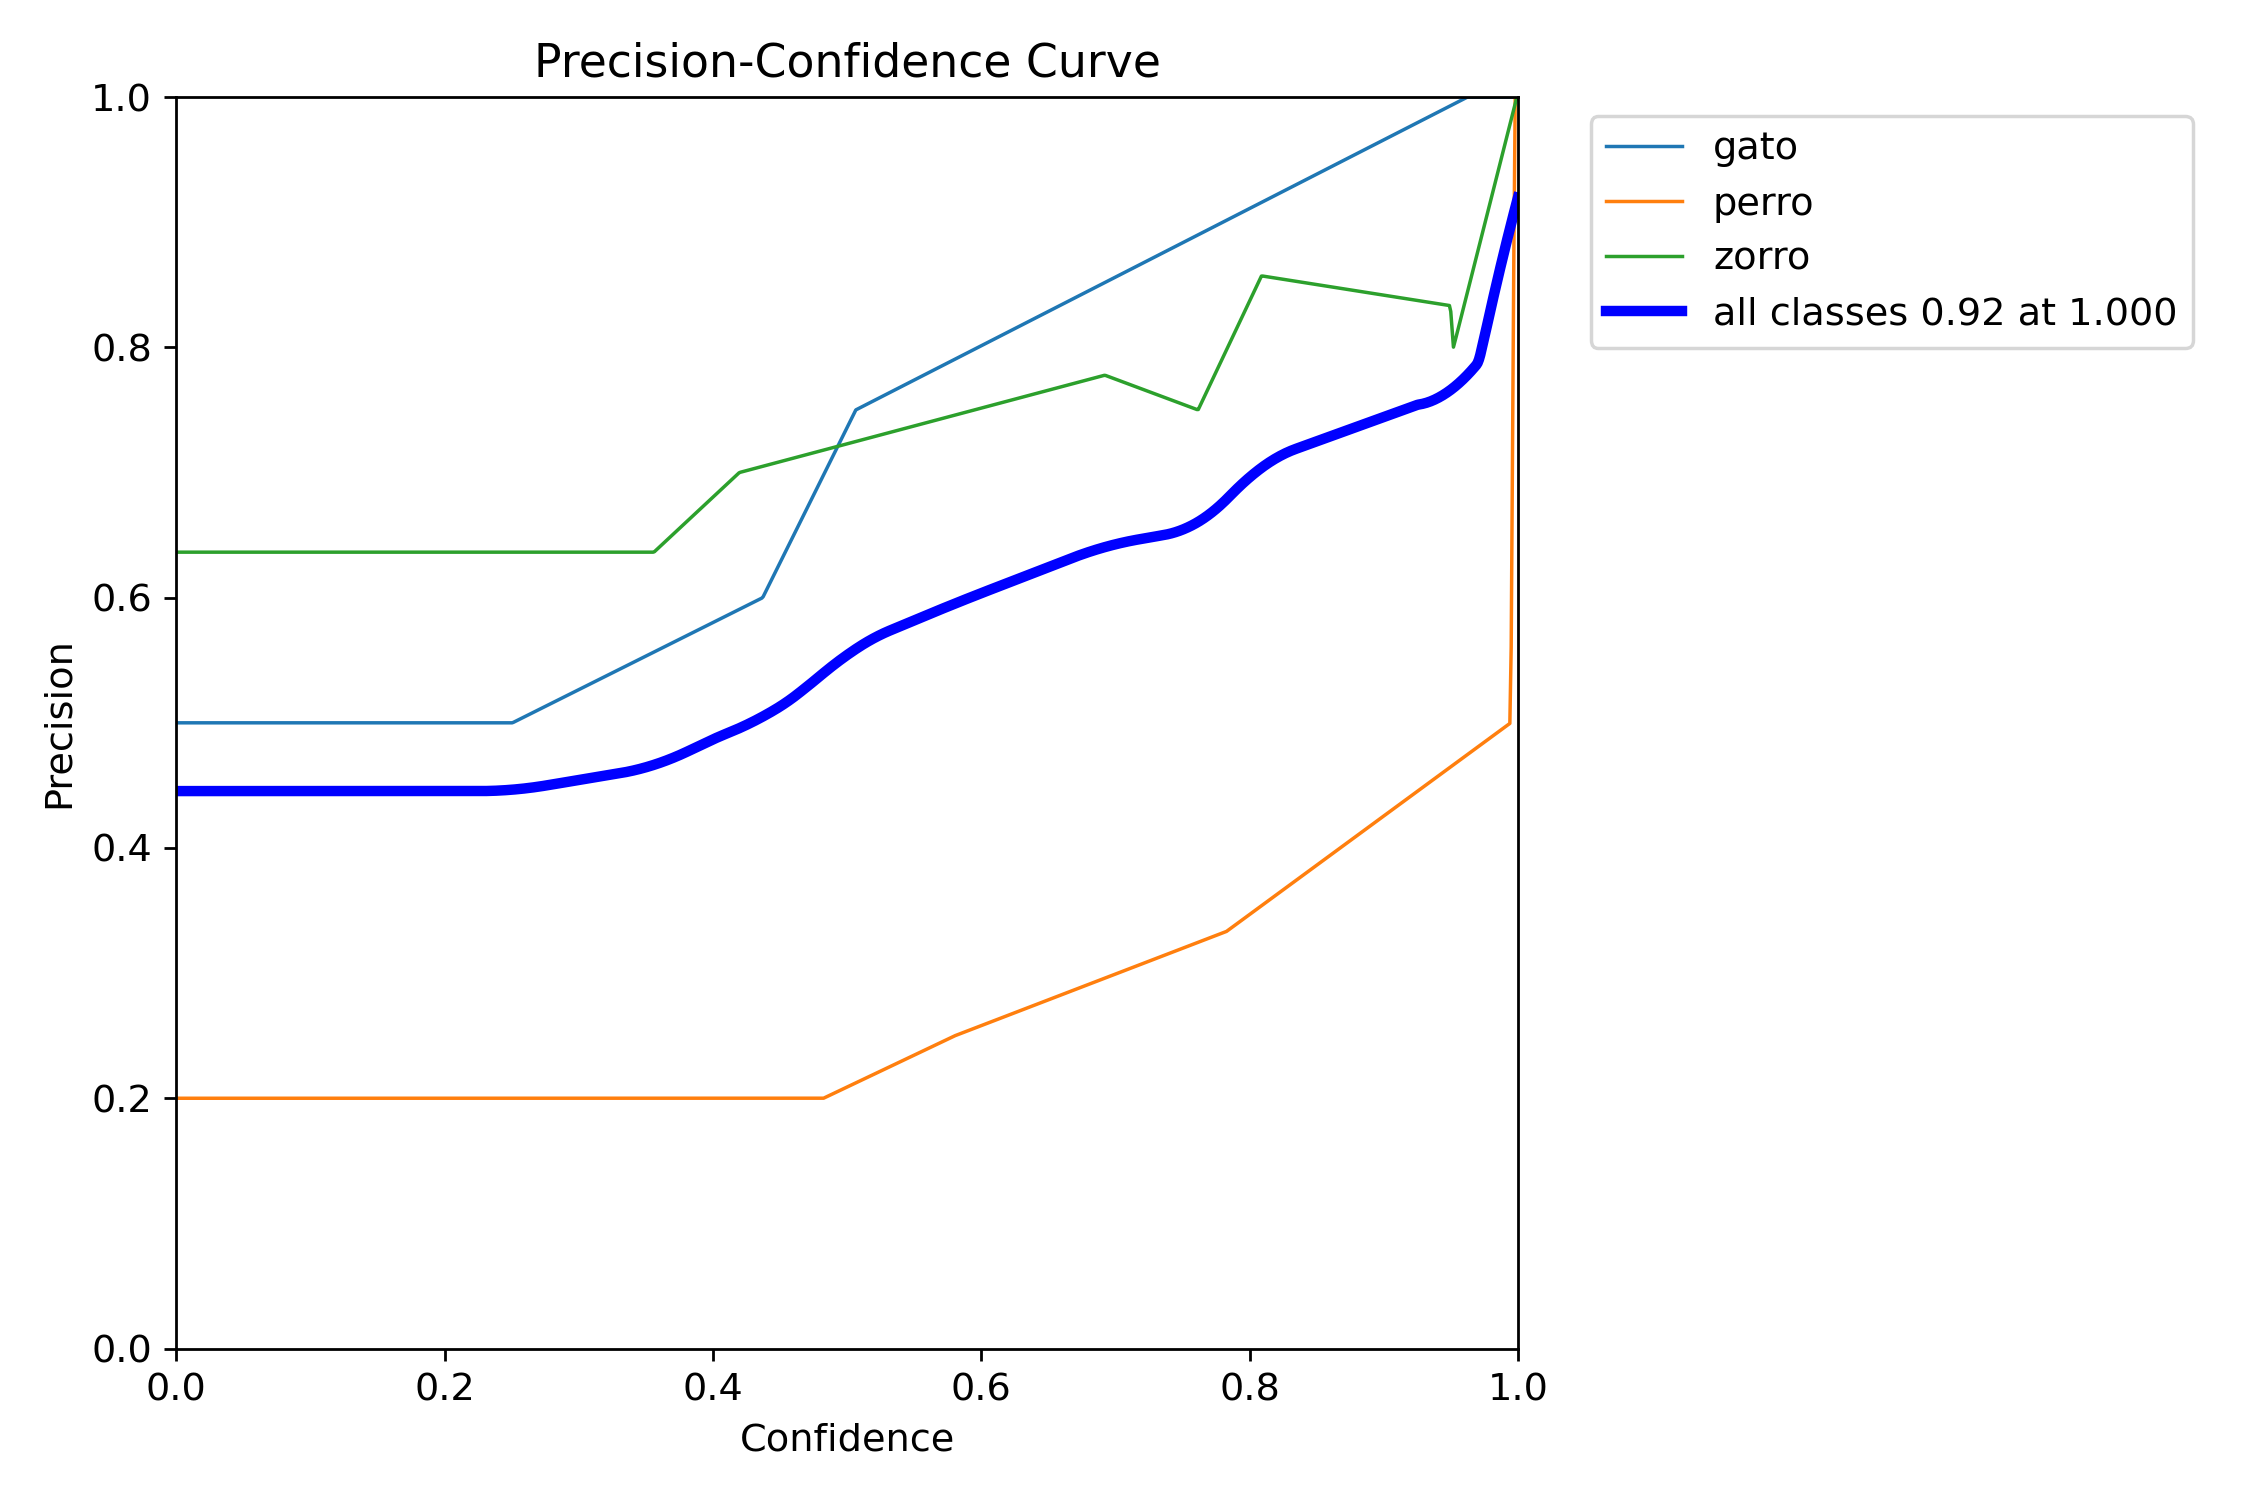 Precision-Confidence Curve
1.0
0.8
0.6
0.4
0.2
0.0
Precision
0.0 0.2 0.4 0.6 0.8 1.0
Confidence
gato
perro
zorro
all classes 0.92 at 1.000